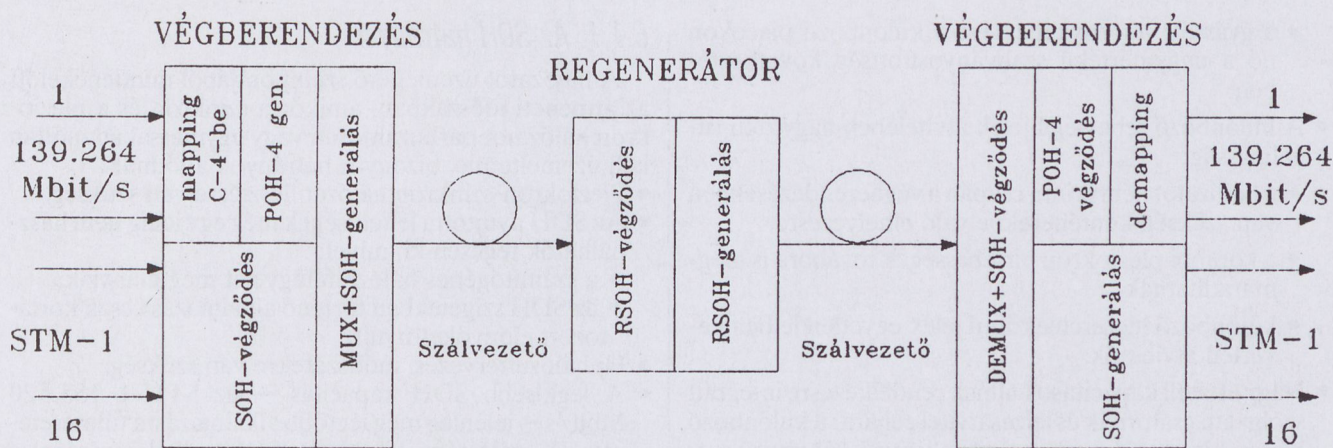 VÉGBERENDEZÉS
REGENERÁTOR
VÉGBERENDEZÉS
1
139.264
Mbit/s
STM-1
16
mapping
C-4-be
POH-4 gen.
SOH-végződés
MUX+SOH
generálás
Szálvezető
RSOH-végződés
RSOH-generálás
Szálvezető
DEMUX+SOH végződés
POH-4
végződés
demapping
SOH-generálás
1
139.264
Mbit/s
STM-1
16